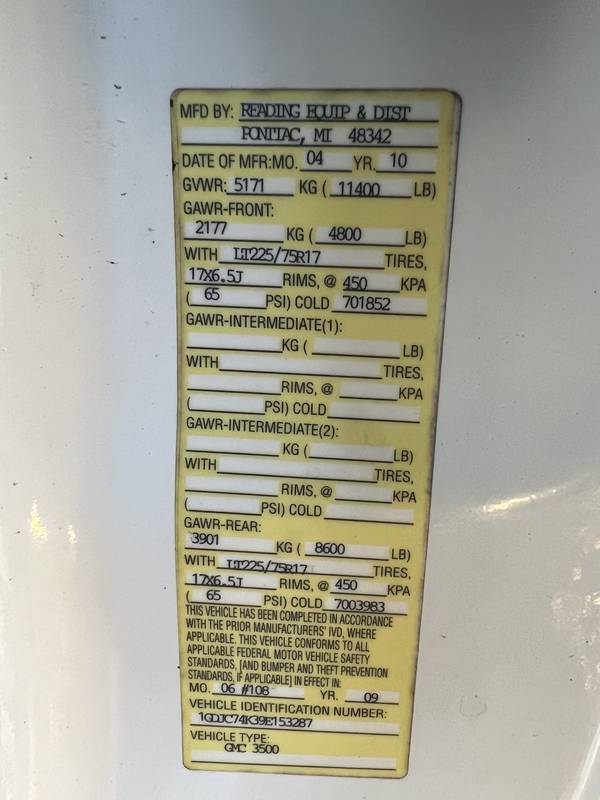 MFD BY: READING EQUIP & DIST
PONTIAC, MI 48342
DATE OF MFR:MO. 04 YR. 10
GVWR: 5171 KG ( 11400 LB)
GAWR-FRONT:
2177 KG ( 4800 LB)
WITH LT225/75R17 TIRES,
17X6.5J RIMS, @ 450 KPA
( 65 PSI) COLD 701852
GAWR-INTERMEDIATE(1):
KG ( LB)
WITH TIRES,
RIMS, @ KPA
( PSI) COLD
GAWR-INTERMEDIATE(2):
KG ( LB)
WITH TIRES,
RIMS, @ KPA
( PSI) COLD
GAWR-REAR:
3901 KG ( 8600 LB)
WITH LT225/75R17 TIRES,
17X6.5J RIMS, @ 450 KPA
( 65 PSI) COLD 7003983
THIS VEHICLE HAS BEEN COMPLETED IN ACCORDANCE
WITH THE PRIOR MANUFACTURERS' IVD, WHERE
APPLICABLE. THIS VEHICLE CONFORMS TO ALL
APPLICABLE FEDERAL MOTOR VEHICLE SAFETY
STANDARDS, [AND BUMPER AND THEFT PREVENTION
STANDARDS, IF APPLICABLE] IN EFFECT IN:
MO. 06 #108 YR. 09
VEHICLE IDENTIFICATION NUMBER:
1GDJC74K39E153287
VEHICLE TYPE:
GMC 3500